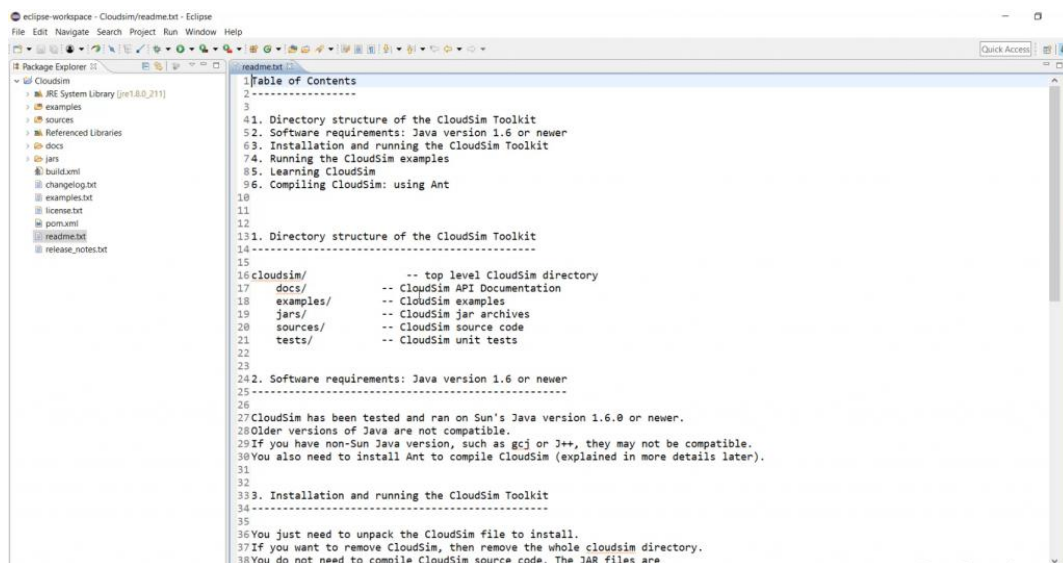 eclipse-workspace - Cloudsim/readme.txt - Eclipse
File Edit Navigate Search Project Run Window Help
Quick Access
Package Explorer
readme.txt
Cloudsim
JRE System Library [jre1.8.0_211]
examples
sources
Referenced Libraries
docs
jars
build.xml
changelog.txt
examples.txt
license.txt
pom.xml
readme.txt
release_notes.txt
1 Table of Contents
2 -----------------
3
4 1. Directory structure of the CloudSim Toolkit
5 2. Software requirements: Java version 1.6 or newer
6 3. Installation and running the CloudSim Toolkit
7 4. Running the CloudSim examples
8 5. Learning CloudSim
9 6. Compiling CloudSim: using Ant
10
11
12
13 1. Directory structure of the CloudSim Toolkit
14 ----------------------------------------------
15
16 cloudsim/ -- top level CloudSim directory
17 docs/ -- CloudSim API Documentation
18 examples/ -- CloudSim examples
19 jars/ -- CloudSim jar archives
20 sources/ -- CloudSim source code
21 tests/ -- CloudSim unit tests
22
23
24 2. Software requirements: Java version 1.6 or newer
25 ---------------------------------------------------
26
27 CloudSim has been tested and ran on Sun's Java version 1.6.0 or newer.
28 Older versions of Java are not compatible.
29 If you have non-Sun Java version, such as gcj or J++, they may not be compatible.
30 You also need to install Ant to compile CloudSim (explained in more details later).
31
32
33 3. Installation and running the CloudSim Toolkit
34 ------------------------------------------------
35
36 You just need to unpack the CloudSim file to install.
37 If you want to remove CloudSim, then remove the whole cloudsim directory.
38 You do not need to compile CloudSim source code. The JAR files are